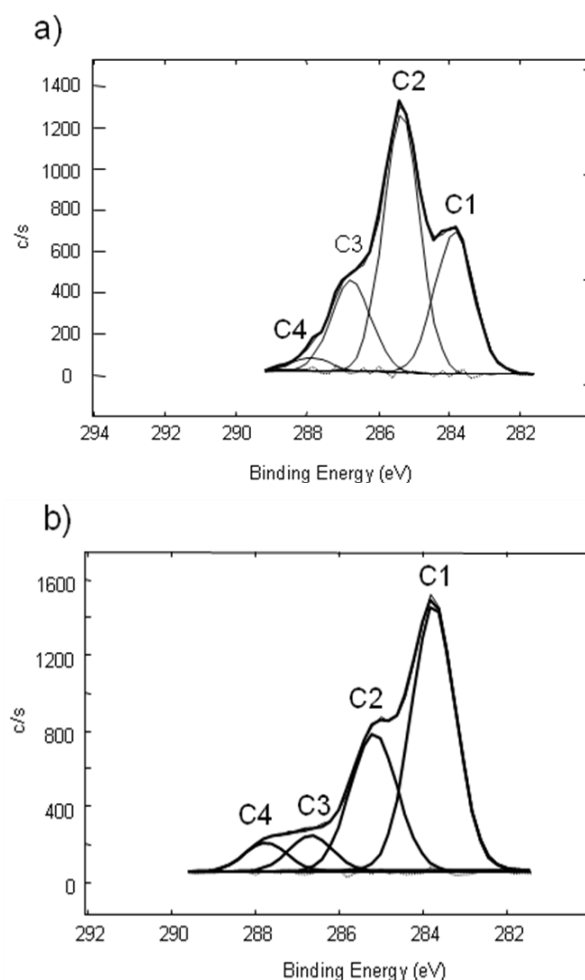 a)
C2
C1
C3
C4
1400
1200
1000
800
600
400
200
0
c/s
294 292 290 288 286 284 282
Binding Energy (eV)
b)
C1
C2
C3
C4
1600
1200
800
400
0
c/s
292 290 288 286 284 282
Binding Energy (eV)